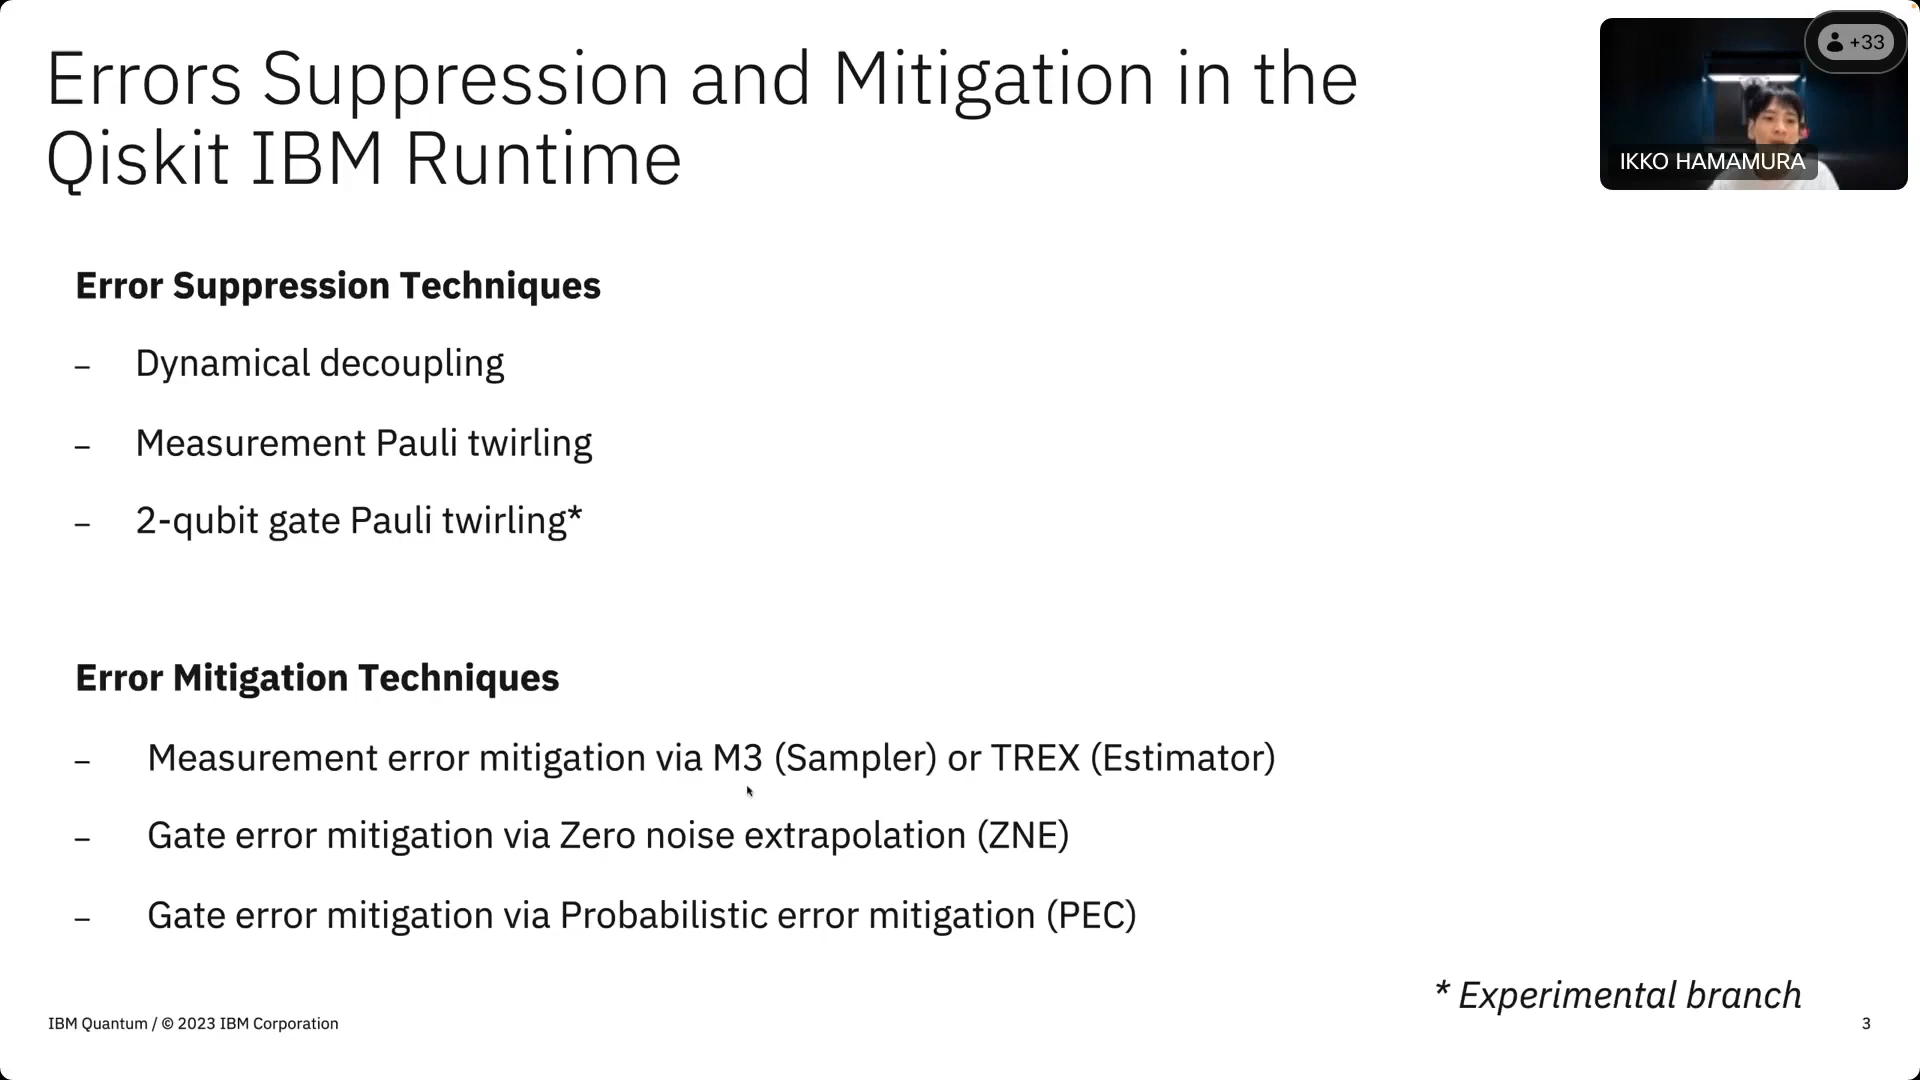 Errors Suppression and Mitigation in the
Qiskit IBM Runtime
+33
IKKO HAMAMURA
Error Suppression Techniques
– Dynamical decoupling
– Measurement Pauli twirling
– 2-qubit gate Pauli twirling*
Error Mitigation Techniques
– Measurement error mitigation via M3 (Sampler) or TREX (Estimator)
– Gate error mitigation via Zero noise extrapolation (ZNE)
– Gate error mitigation via Probabilistic error mitigation (PEC)
* Experimental branch
IBM Quantum / © 2023 IBM Corporation
3